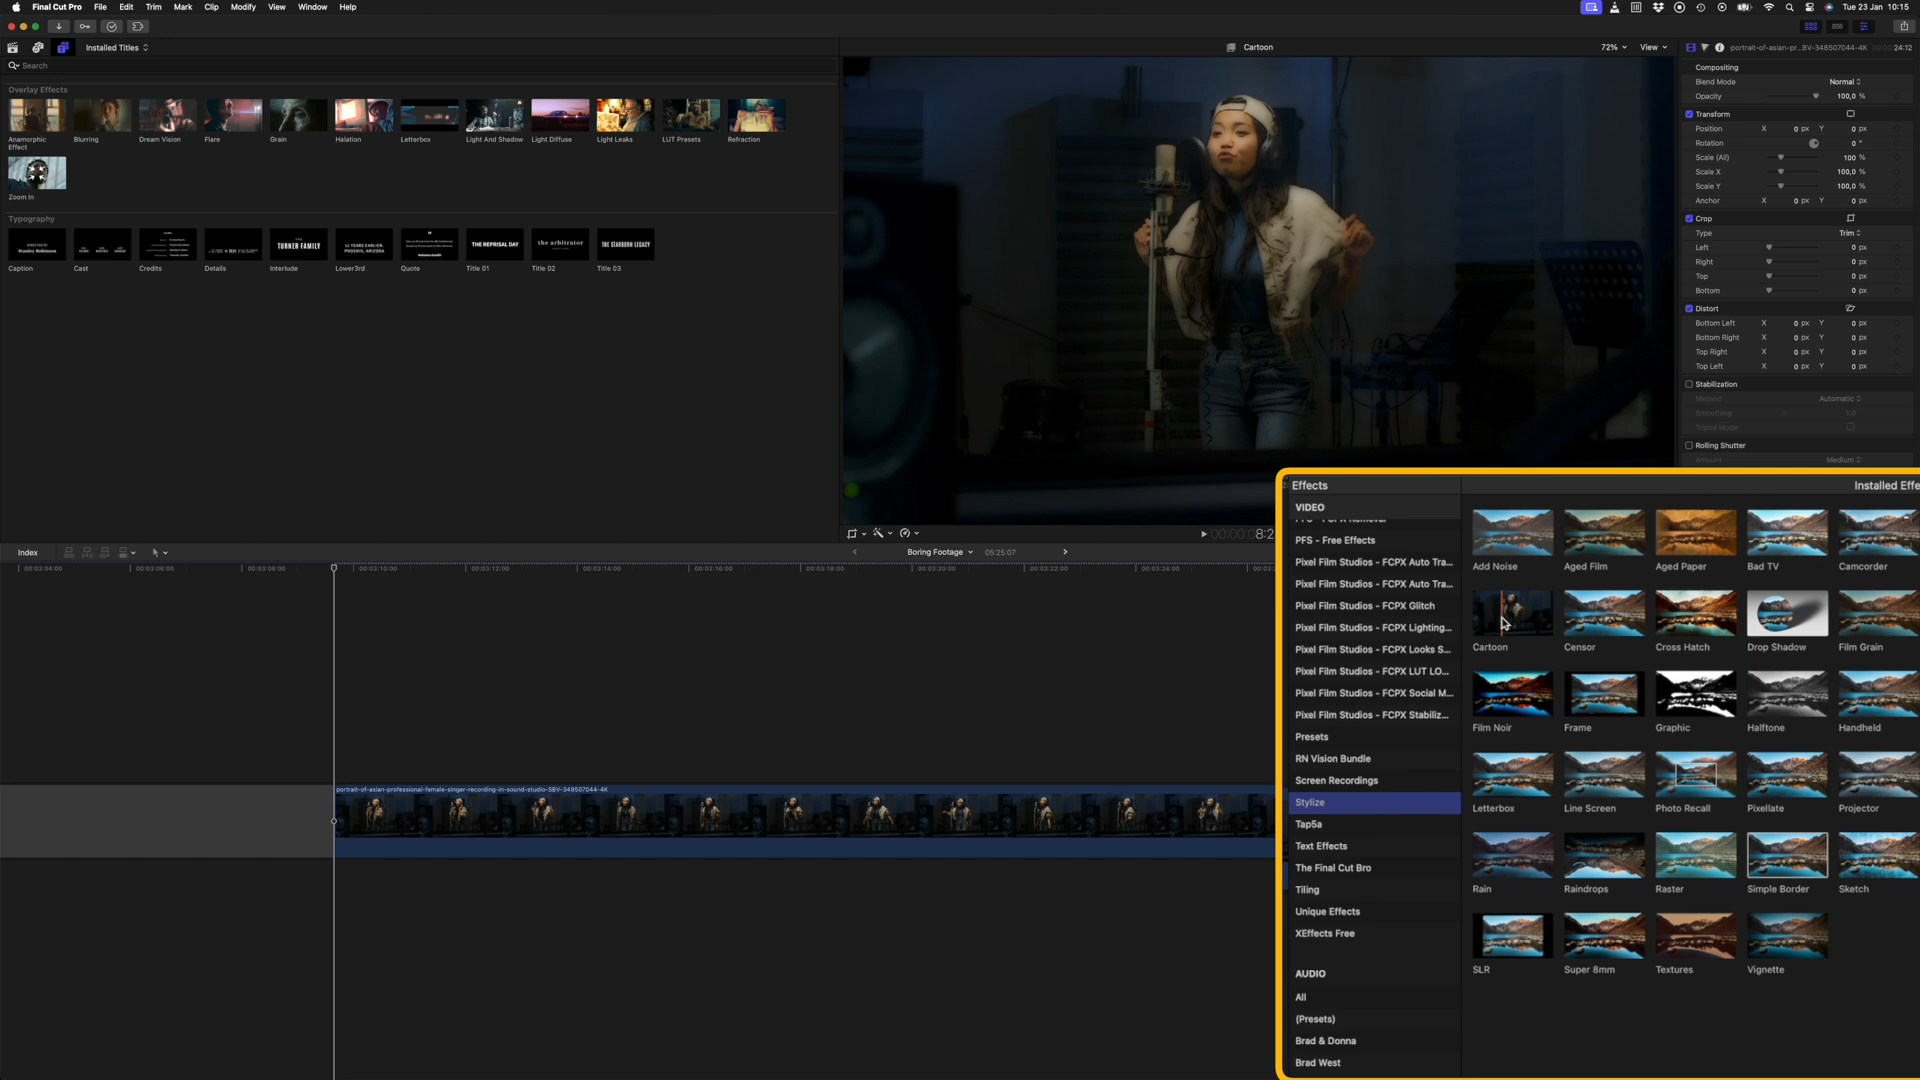 Final Cut Pro File Edit Trim Mark Clip Modify View Window Help
Tue 23 Jan 10:15
Installed Titles
Search
Overlay Effects
Anamorphic Effect
Blurring
Dream Vision
Flare
Grain
Halation
Letterbox
Light And Shadow
Light Diffuse
Light Leaks
LUT Presets
Refraction
Zoom In
Typography
TURNER FAMILY
11 YEARS EARLIER,
PHOENIX, ARIZONA
THE REPRISAL DAY
the arbitrator
THE STARBORN LEGACY
Caption
Cast
Credits
Details
Interlude
Lower3rd
Quote
Title 01
Title 02
Title 03
Cartoon
72%
View
portrait-of-asian-pr...BV-348507044-4K
24:12
Compositing
Blend Mode Normal
Opacity 100,0 %
Transform
Position X 0 px Y 0 px
Rotation 0 °
Scale (All) 100 %
Scale X 100,0 %
Scale Y 100,0 %
Anchor X 0 px Y 0 px
Crop
Type Trim
Left 0 px
Right 0 px
Top 0 px
Bottom 0 px
Distort
Bottom Left X 0 px Y 0 px
Bottom Right X 0 px Y 0 px
Top Right X 0 px Y 0 px
Top Left X 0 px Y 0 px
Stabilization
Method Automatic
Smoothing 1,0
Tripod Mode
Rolling Shutter
Amount Medium
Index
Boring Footage
05:25:07
00:03:04:00
00:03:06:00
00:03:08:00
00:03:10:00
00:03:12:00
00:03:14:00
00:03:16:00
00:03:18:00
00:03:20:00
00:03:22:00
00:03:24:00
portrait-of-asian-professional-female-singer-recording-in-sound-studio-SBV-348507044-4K
Effects
Installed Effe
VIDEO
PFS - Free Effects
Pixel Film Studios - FCPX Auto Tra...
Pixel Film Studios - FCPX Auto Tra...
Pixel Film Studios - FCPX Glitch
Pixel Film Studios - FCPX Lighting...
Pixel Film Studios - FCPX Looks S...
Pixel Film Studios - FCPX LUT LO...
Pixel Film Studios - FCPX Social M...
Pixel Film Studios - FCPX Stabiliz...
Presets
RN Vision Bundle
Screen Recordings
Stylize
Tap5a
Text Effects
The Final Cut Bro
Tiling
Unique Effects
XEffects Free
AUDIO
All
(Presets)
Brad & Donna
Brad West
Add Noise
Aged Film
Aged Paper
Bad TV
Camcorder
Cartoon
Censor
Cross Hatch
Drop Shadow
Film Grain
Film Noir
Frame
Graphic
Halftone
Handheld
Letterbox
Line Screen
Photo Recall
Pixellate
Projector
Rain
Raindrops
Raster
Simple Border
Sketch
SLR
Super 8mm
Textures
Vignette